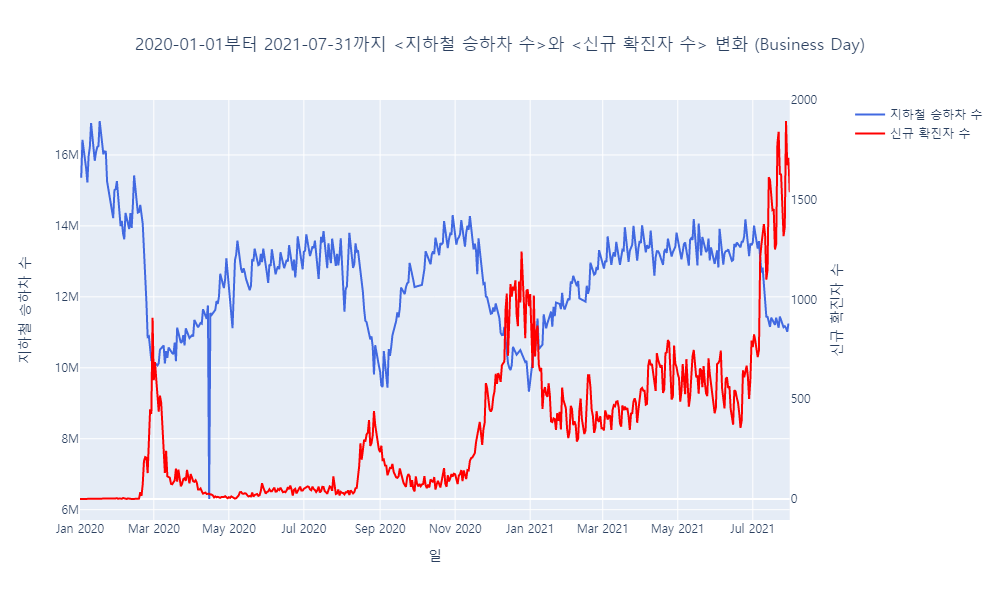 2020-01-01부터 2021-07-31까지 <지하철 승하차 수>와 <신규 확진자 수> 변화 (Business Day)
지하철 승하차 수
신규 확진자 수
16M
14M
12M
10M
8M
6M
지하철 승하차 수
2000
1500
1000
500
0
신규 확진자 수
Jan 2020
Mar 2020
May 2020
Jul 2020
Sep 2020
Nov 2020
Jan 2021
Mar 2021
May 2021
Jul 2021
일